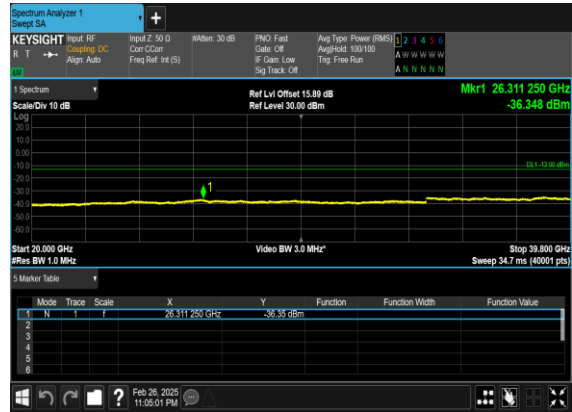 Spectrum Analyzer 1
Swept SA
+
KEYSIGHT Input: RF Input Z: 50 Ω #Atten: 30 dB PNO: Fast Avg Type: Power (RMS) 1 2 3 4 5 6
R T Coupling: DC Corr CCorr Gate: Off Avg|Hold: 100/100 A W W W W W
Align: Auto Freq Ref: Int (S) IF Gain: Low Trig: Free Run A N N N N N
Sig Track: Off
1 Spectrum Ref Lvl Offset 15.89 dB Mkr1 26.311 250 GHz
Scale/Div 10 dB Ref Level 30.00 dBm -36.348 dBm
Log
20.0
10.0
0.00
-10.0 DL1 -13.00 dBm
-20.0
-30.0 1
-40.0
-50.0
-60.0
Start 20.000 GHz Video BW 3.0 MHz* Stop 39.800 GHz
#Res BW 1.0 MHz Sweep 34.7 ms (40001 pts)
5 Marker Table
Mode Trace Scale X Y Function Function Width Function Value
1 N 1 f 26.311 250 GHz -36.35 dBm
2
3
4
5
6
? Feb 26, 2025
11:05:01 PM